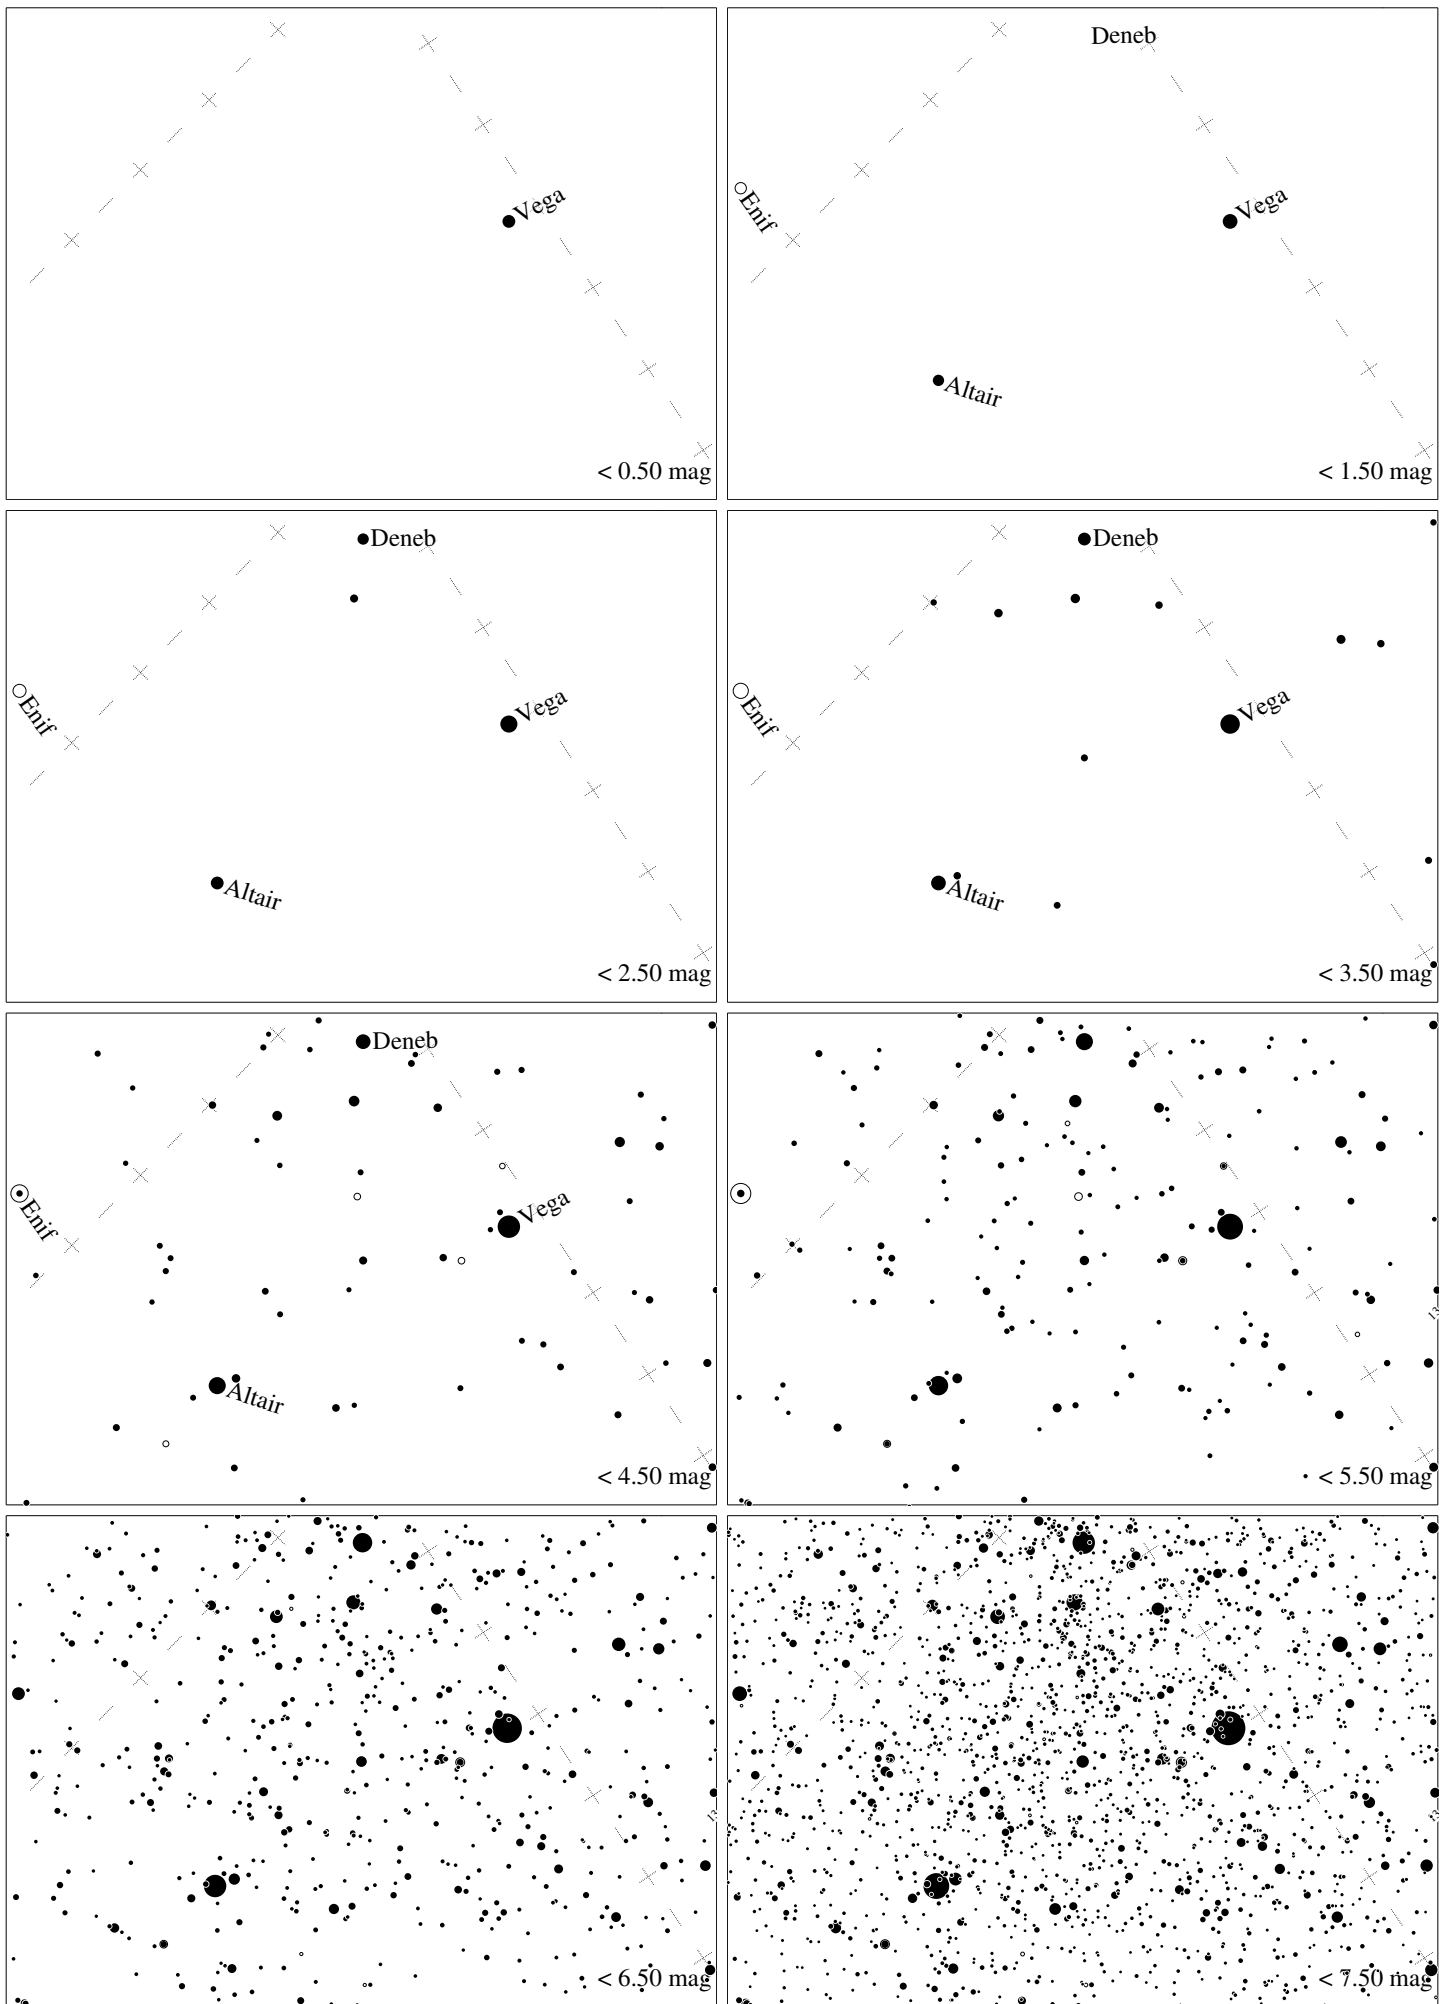 Vega
< 0.50 mag
Deneb
Enif
Vega
Altair
< 1.50 mag
Deneb
Enif
Vega
Altair
< 2.50 mag
Deneb
Enif
Vega
Altair
< 3.50 mag
Deneb
Enif
Vega
Altair
< 4.50 mag
< 5.50 mag
< 6.50 mag
< 7.50 mag